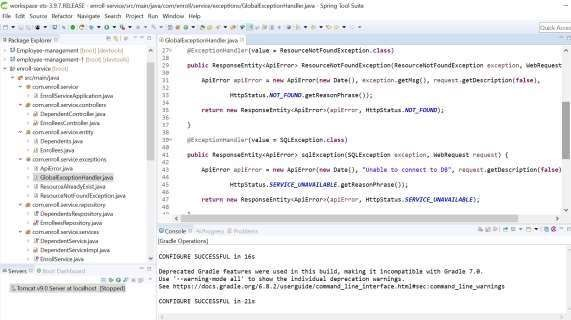 workspace-sts-3.9.7.RELEASE - enroll-service/src/main/java/com/enroll/service/exceptions/GlobalExceptionHandler.java - Spring Tool Suite
File Edit Source Refactor Navigate Search Project Run Window Help
Quick Access
Package Explorer
Employee-management [boot] [devtools]
employee-management-1 [boot] [devtools]
enroll-service [boot]
src/main/java
com.enroll.service
EnrollServiceApplication.java
com.enroll.service.controllers
DependentController.java
EnrolleesController.java
com.enroll.service.entity
Dependents.java
Enrollees.java
com.enroll.service.exceptions
ApiError.java
GlobalExceptionHandler.java
ResourceAlreadyExist.java
ResourceNotFoundException.java
com.enroll.service.repository
DependentsRespository.java
EnrolleesRepository.java
com.enroll.service.services
DependentService.java
DependentServiceImpl.java
EnrollService.java
Servers Boot Dashboard
Tomcat v9.0 Server at localhost [Stopped]
GlobalExceptionHandler.java
@ExceptionHandler(value = ResourceNotFoundException.class)
public ResponseEntity<ApiError> ResourceNotFoundException(ResourceNotFoundException exception, WebRequest
ApiError apiError = new ApiError(new Date(), exception.getMsg(), request.getDescription(false),
HttpStatus.NOT_FOUND.getReasonPhrase());
return new ResponseEntity<ApiError>(apiError, HttpStatus.NOT_FOUND);
}
@ExceptionHandler(value = SQLException.class)
public ResponseEntity<ApiError> sqlException(SQLException exception, WebRequest request) {
ApiError apiError = new ApiError(new Date(), "Unable to connect to DB", request.getDescription(false)
HttpStatus.SERVICE_UNAVAILABLE.getReasonPhrase());
return new ResponseEntity<ApiError>(apiError, HttpStatus.SERVICE_UNAVAILABLE);
Console Progress Problems
[Gradle Operations]
CONFIGURE SUCCESSFUL in 16s
Deprecated Gradle features were used in this build, making it incompatible with Gradle 7.0.
Use '--warning-mode all' to show the individual deprecation warnings.
See https://docs.gradle.org/6.8.2/userguide/command_line_interface.html#sec:command_line_warnings
CONFIGURE SUCCESSFUL in 21s